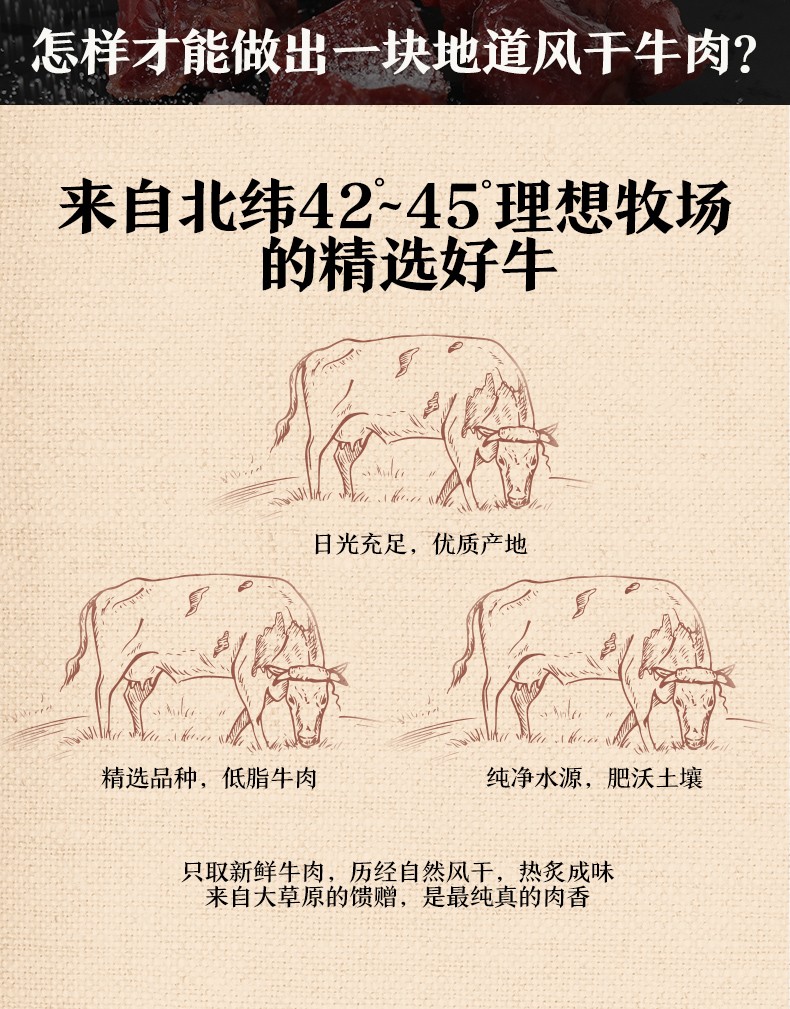 怎样才能做出一块地道风干牛肉?
来自北纬42°~45°理想牧场
的精选好牛
日光充足，优质产地
精选品种，低脂牛肉
纯净水源，肥沃土壤
只取新鲜牛肉，历经自然风干，热炙成味
来自大草原的馈赠，是最纯真的肉香